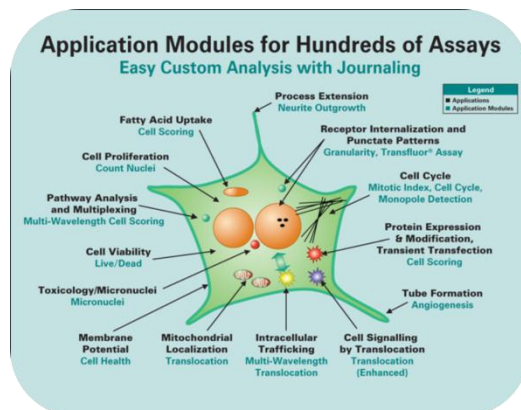 Application Modules for Hundreds of Assays
Easy Custom Analysis with Journaling
Legend
Applications
Application Modules
Process Extension
Neurite Outgrowth
Fatty Acid Uptake
Cell Scoring
Receptor Internalization and
Punctate Patterns
Granularity, Transfluor® Assay
Cell Proliferation
Count Nuclei
Cell Cycle
Mitotic Index, Cell Cycle,
Monopole Detection
Pathway Analysis
and Multiplexing
Multi-Wavelength Cell Scoring
Protein Expression
& Modification,
Transient Transfection
Cell Scoring
Cell Viability
Live/Dead
Toxicology/Micronuclei
Micronuclei
Tube Formation
Angiogenesis
Membrane
Potential
Cell Health
Mitochondrial
Localization
Translocation
Intracellular
Trafficking
Multi-Wavelength
Translocation
Cell Signalling
by Translocation
Translocation
(Enhanced)